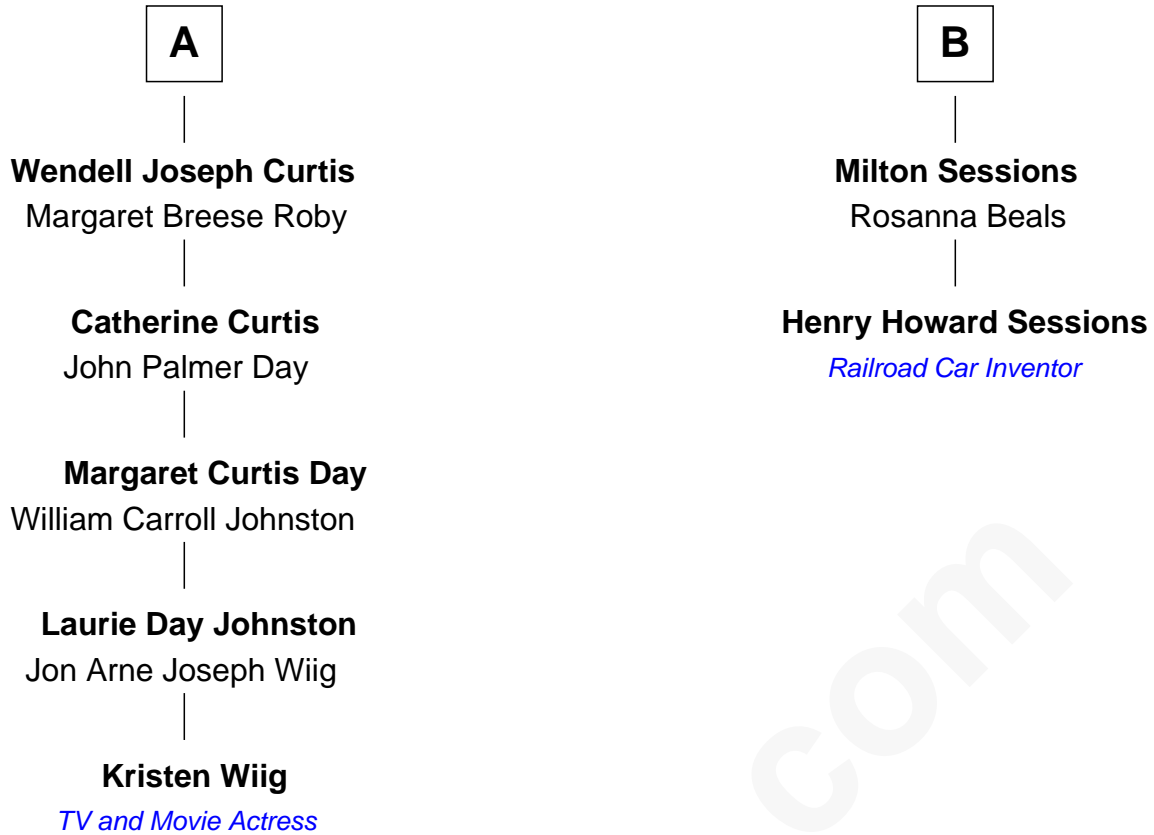 A
Wendell Joseph Curtis
Margaret Breese Roby
Catherine Curtis
John Palmer Day
Margaret Curtis Day
William Carroll Johnston
Laurie Day Johnston
Jon Arne Joseph Wiig
Kristen Wiig
TV and Movie Actress
B
Milton Sessions
Rosanna Beals
Henry Howard Sessions
Railroad Car Inventor
com